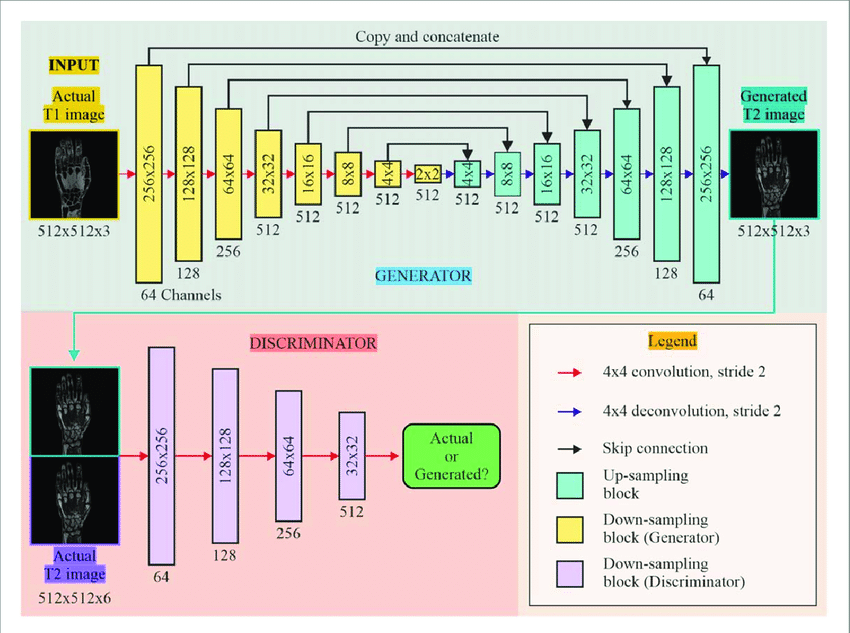 Copy and concatenate
INPUT
Actual
T1 image
512x512x3
256x256
64 Channels
128x128
128
64x64
256
32x32
512
16x16
512
8x8
512
4x4
512
2x2
512
4x4
512
8x8
512
16x16
512
32x32
512
64x64
256
128x128
128
256x256
64
Generated
T2 image
512x512x3
GENERATOR
DISCRIMINATOR
Actual
T2 image
512x512x6
256x256
64
128x128
128
64x64
256
32x32
512
Actual
or
Generated?
Legend
4x4 convolution, stride 2
4x4 deconvolution, stride 2
Skip connection
Up-sampling
block
Down-sampling
block (Generator)
Down-sampling
block (Discriminator)